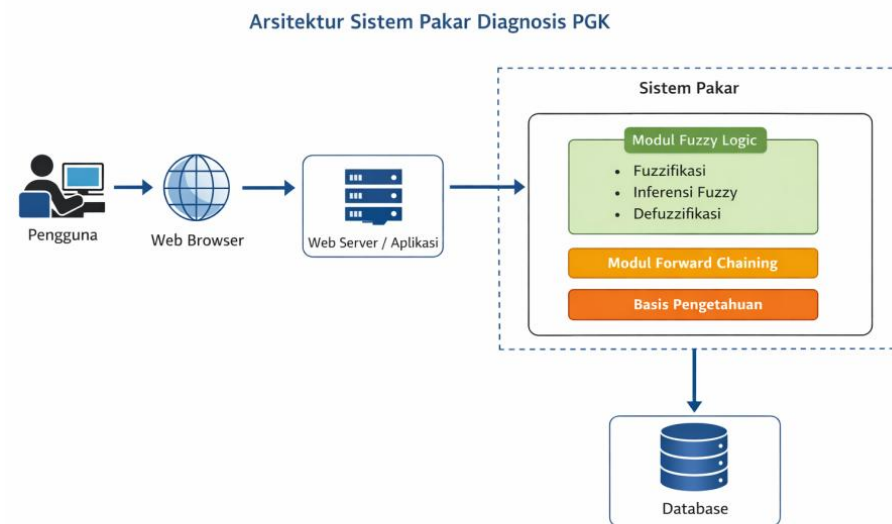 Arsitektur Sistem Pakar Diagnosis PGK
Sistem Pakar
Modul Fuzzy Logic
• Fuzzifikasi
• Inferensi Fuzzy
• Defuzzifikasi
Modul Forward Chaining
Basis Pengetahuan
Pengguna
Web Browser
Web Server / Aplikasi
Database